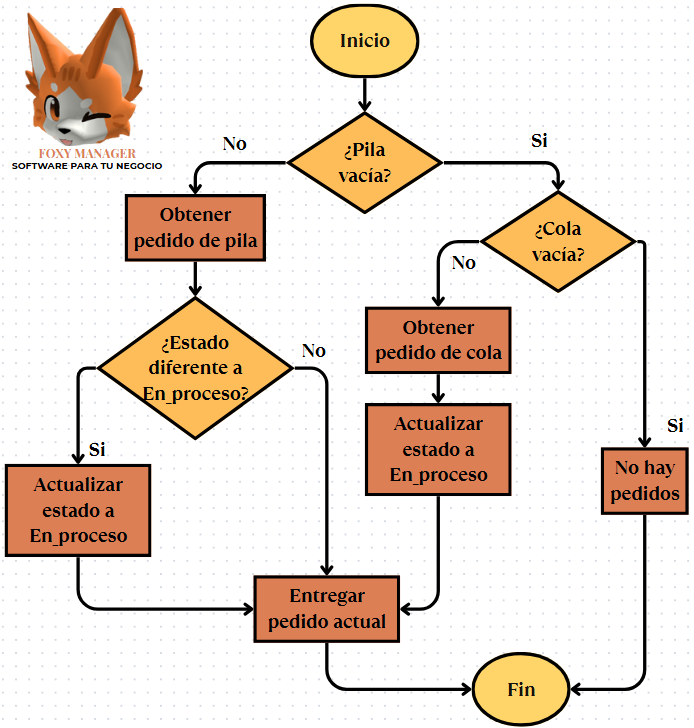 Inicio
FOXY MANAGER
SOFTWARE PARA TU NEGOCIO
No
Si
¿Pila
vacía?
Obtener
pedido de pila
¿Cola
vacía?
No
Obtener
pedido de cola
¿Estado
diferente a
En_proceso?
No
Si
Actualizar
estado a
En_proceso
Si
Actualizar
estado a
En_proceso
No hay
pedidos
Entregar
pedido actual
Fin